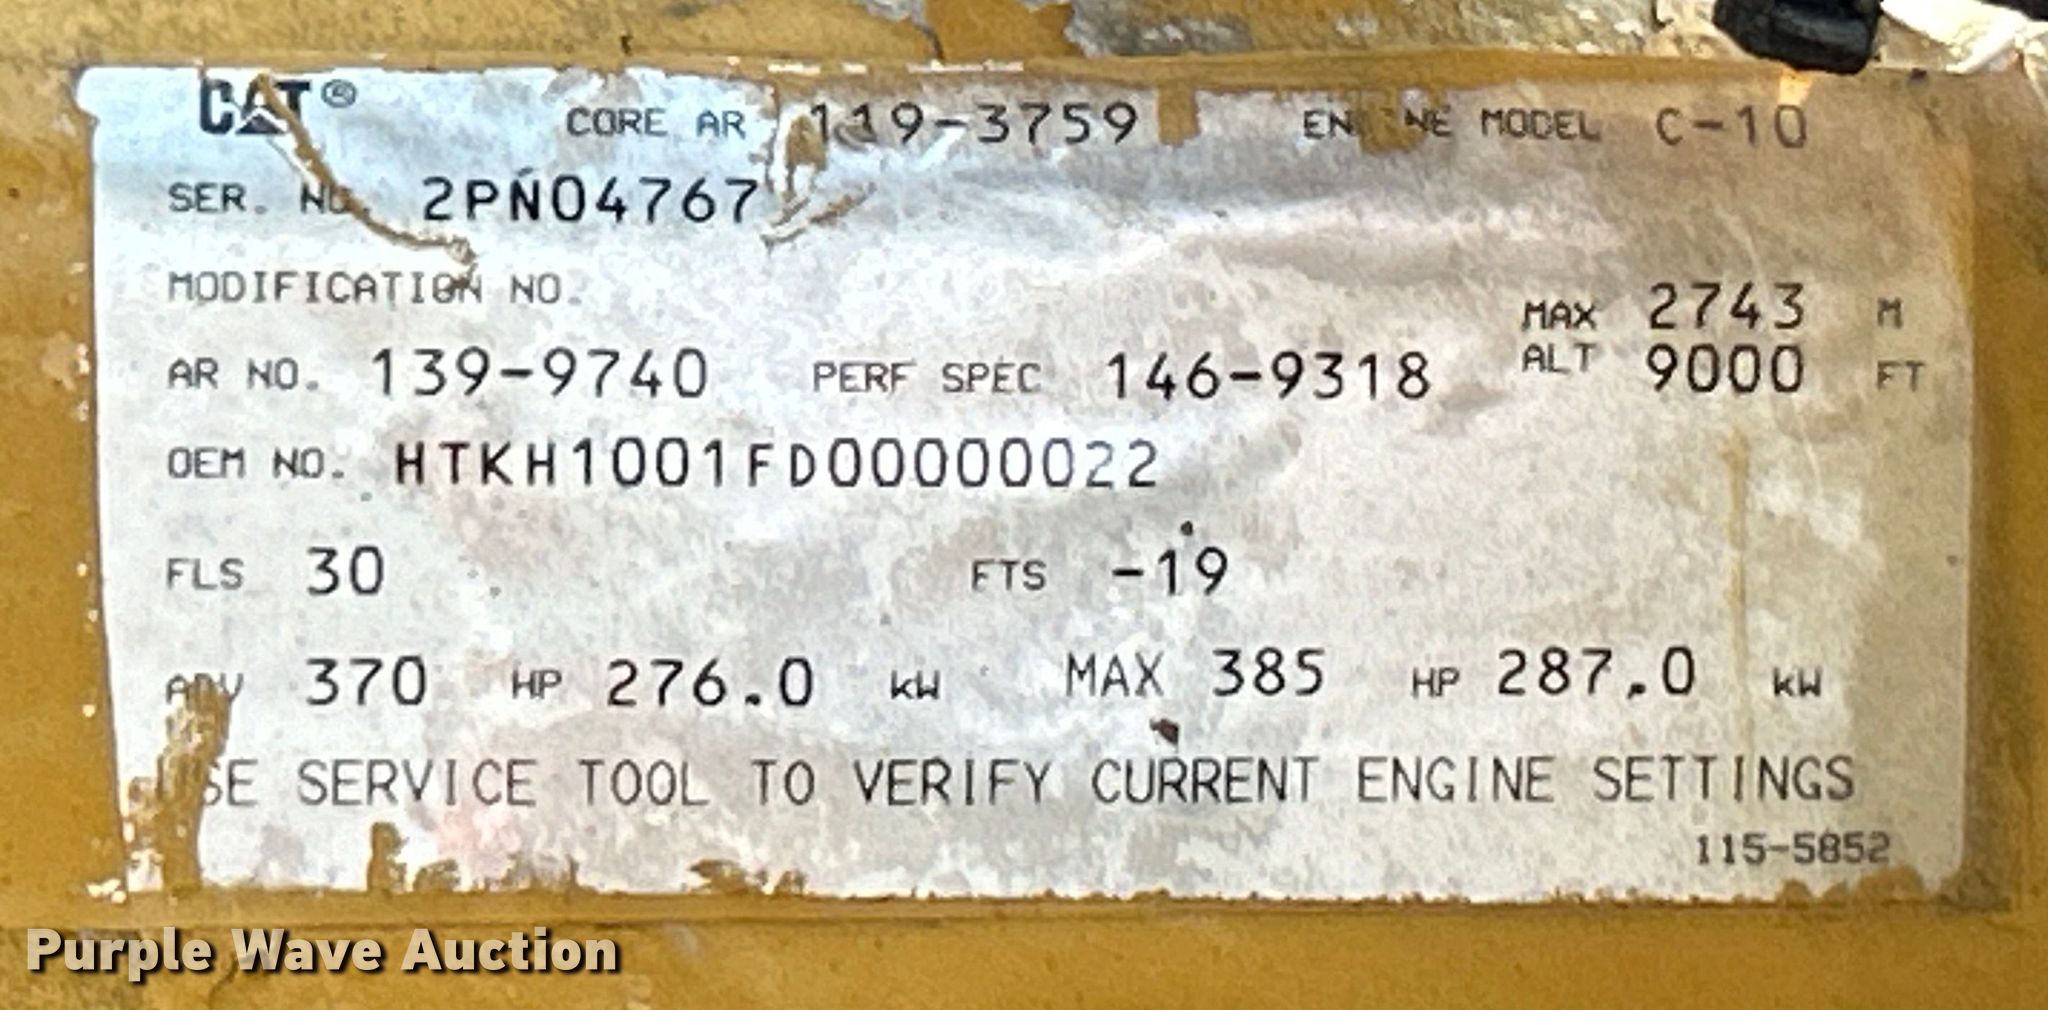 CAT® CORE AR 119-3759 ENGINE MODEL C-10
SER. NO. 2PN04767
MODIFICATION NO.
MAX 2743 M
AR NO. 139-9740 PERF SPEC 146-9318 ALT 9000 FT
OEM NO. HTKH1001FD00000022
FLS 30 FTS -19
ADV 370 HP 276.0 kW MAX 385 HP 287.0 kW
USE SERVICE TOOL TO VERIFY CURRENT ENGINE SETTINGS
115-5852
Purple Wave Auction